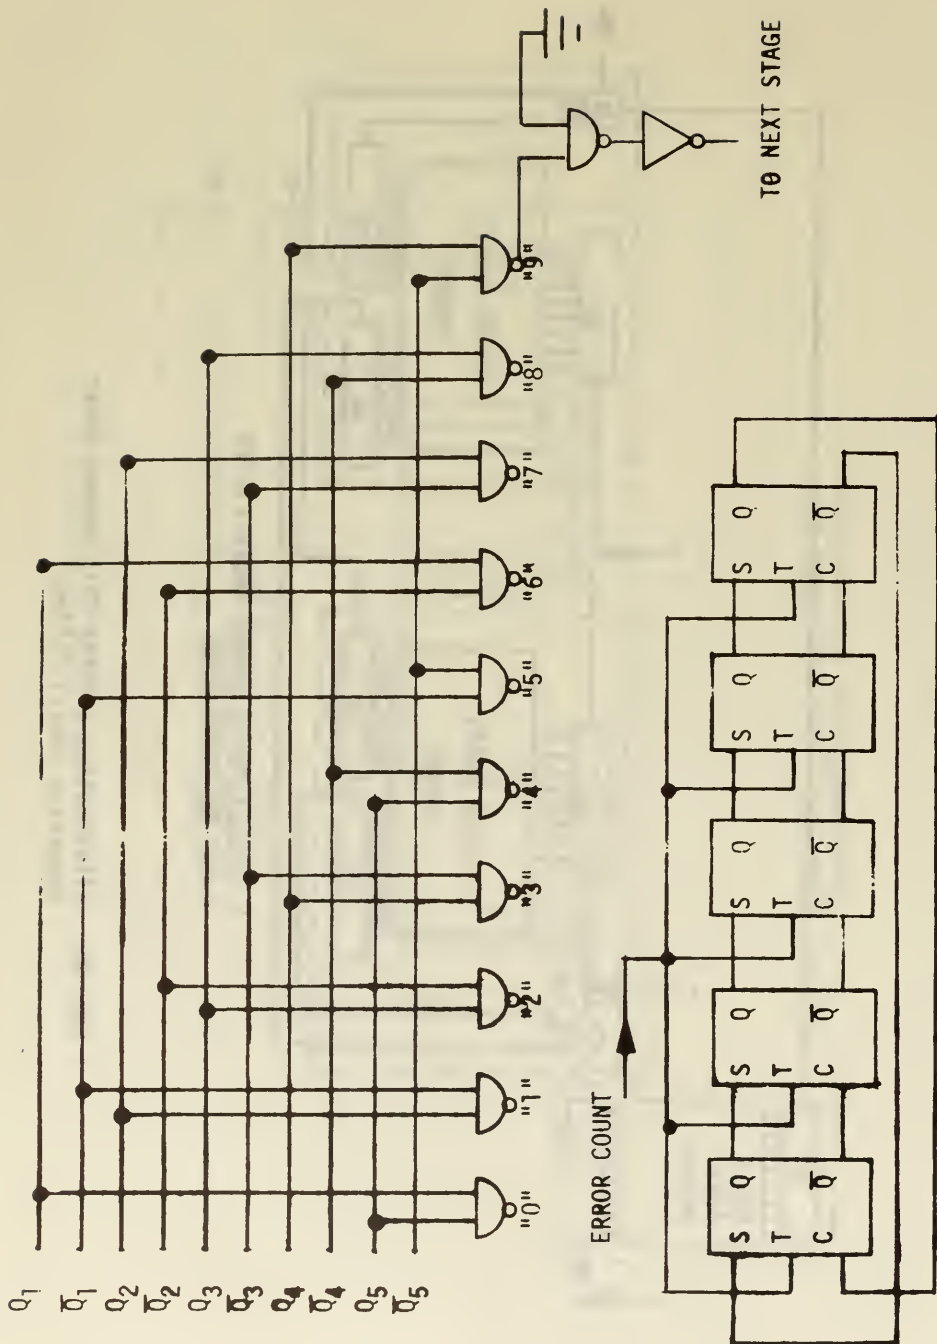 Q1
Q̅1
Q2
Q̅2
Q3
Q̅3
Q4
Q̅4
Q5
Q̅5
"0" "1" "2" "3" "4" "5" "6" "7" "8" "9"
ERROR COUNT
TO NEXT STAGE
S Q S Q S Q S Q S Q
T T T T T
C Q̅ C Q̅ C Q̅ C Q̅ C Q̅